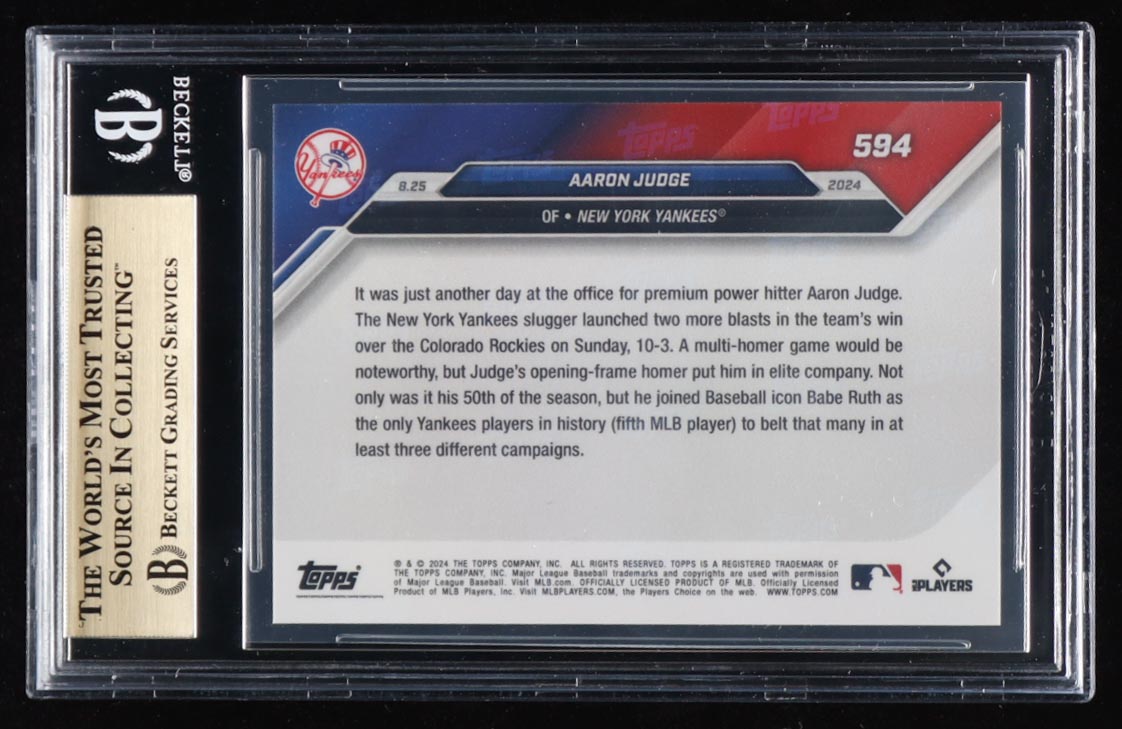 BECKETT®
THE WORLD'S MOST TRUSTED
SOURCE IN COLLECTING™
B BECKETT GRADING SERVICES
Topps
Topps
Topps
594
Yankees
8.25
AARON JUDGE
2024
OF • NEW YORK YANKEES®
It was just another day at the office for premium power hitter Aaron Judge.
The New York Yankees slugger launched two more blasts in the team's win
over the Colorado Rockies on Sunday, 10-3. A multi-homer game would be
noteworthy, but Judge's opening-frame homer put him in elite company. Not
only was it his 50th of the season, but he joined Baseball icon Babe Ruth as
the only Yankees players in history (fifth MLB player) to belt that many in at
least three different campaigns.
Topps®
® & © 2024 THE TOPPS COMPANY, INC. ALL RIGHTS RESERVED. TOPPS IS A REGISTERED TRADEMARK OF
THE TOPPS COMPANY, INC. Major League Baseball trademarks and copyrights are used with permission
of Major League Baseball. Visit MLB.com. OFFICIALLY LICENSED PRODUCT OF MLB. Officially Licensed
Product of MLB Players, Inc. Visit MLBPLAYERS.COM, the Players Choice on the web. WWW.TOPPS.COM
PLAYERS